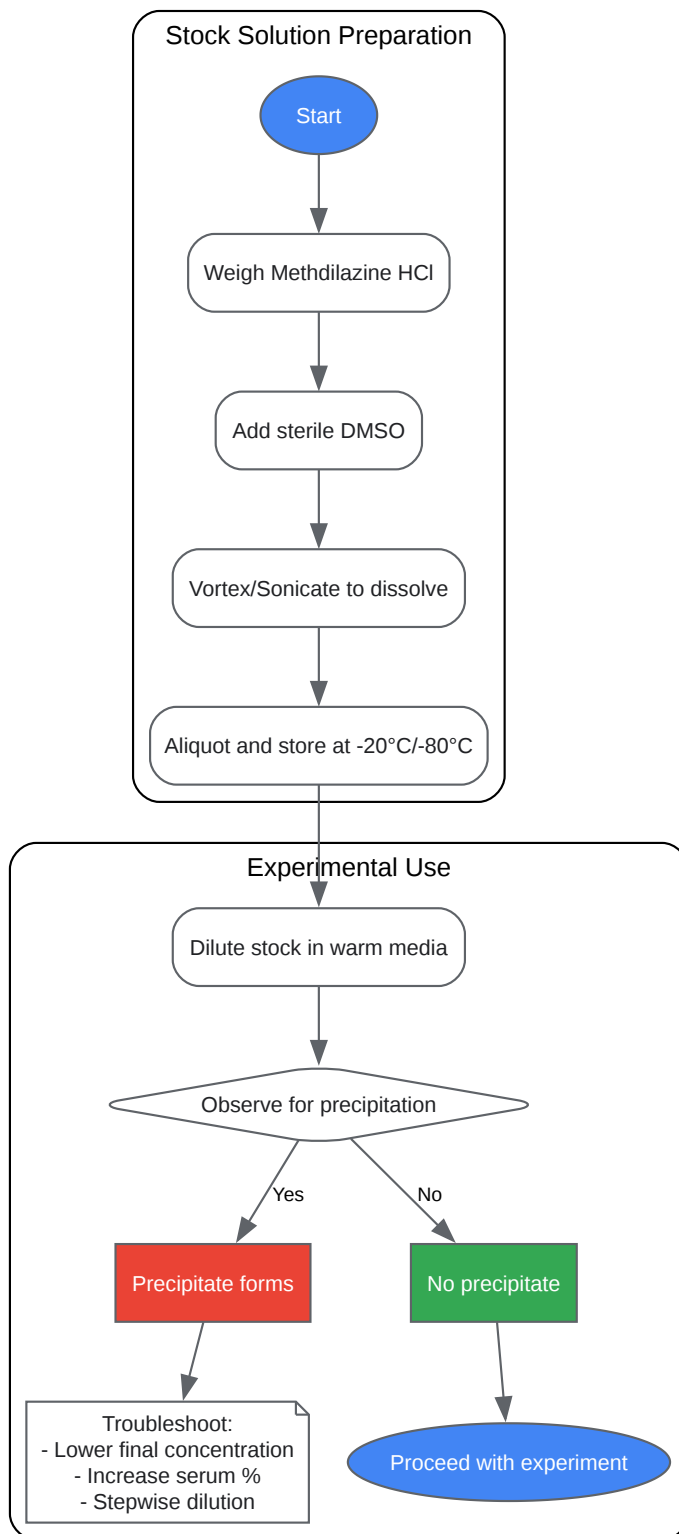 Stock Solution Preparation
Start
Weigh Methdilazine HCl
Add sterile DMSO
Vortex/Sonicate to dissolve
Aliquot and store at -20°C/-80°C
Experimental Use
Dilute stock in warm media
Observe for precipitation
Yes
No
Precipitate forms
No precipitate
Troubleshoot:
- Lower final concentration
- Increase serum %
- Stepwise dilution
Proceed with experiment